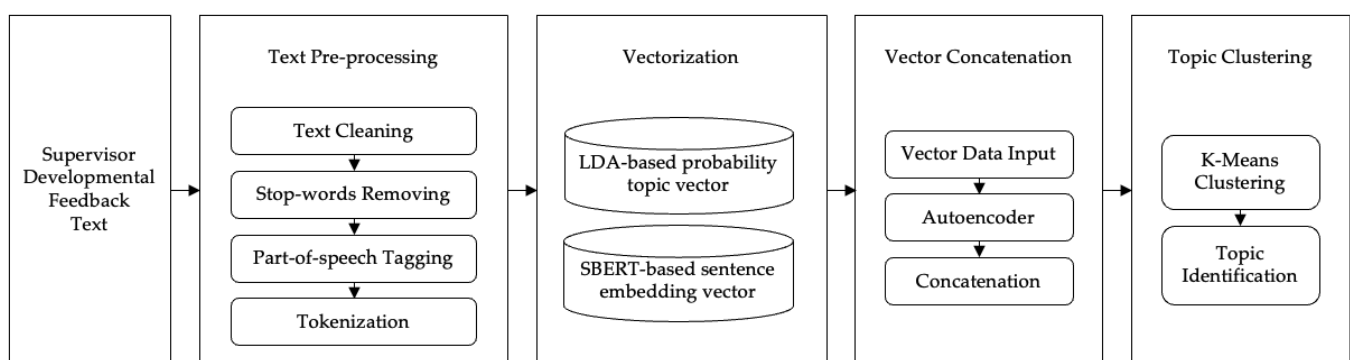 Supervisor
Developmental
Feedback
Text
Text Pre-processing
Text Cleaning
Stop-words Removing
Part-of-speech Tagging
Tokenization
Vectorization
LDA-based probability
topic vector
SBERT-based sentence
embedding vector
Vector Concatenation
Vector Data Input
Autoencoder
Concatenation
Topic Clustering
K-Means
Clustering
Topic
Identification